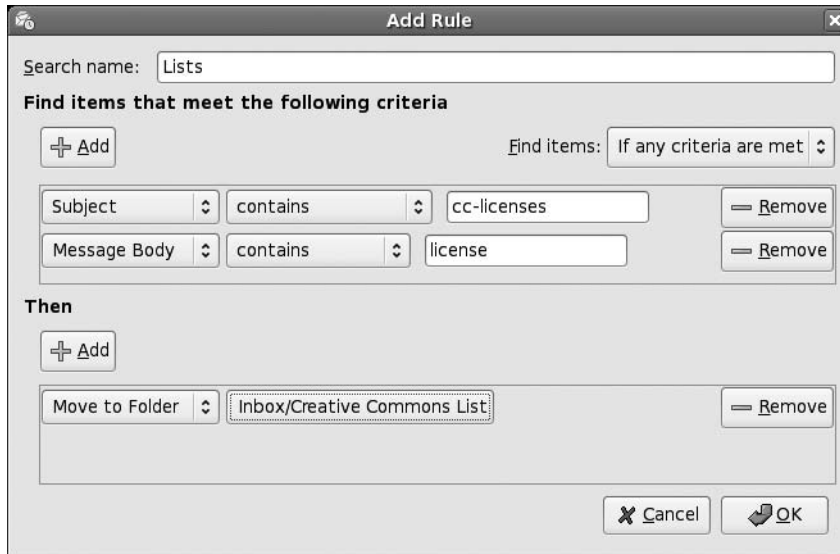 Add Rule
Search name: Lists
Find items that meet the following criteria
Add Find items: If any criteria are met
Subject contains cc-licenses Remove
Message Body contains license Remove
Then
Add
Move to Folder Inbox/Creative Commons List Remove
Cancel OK